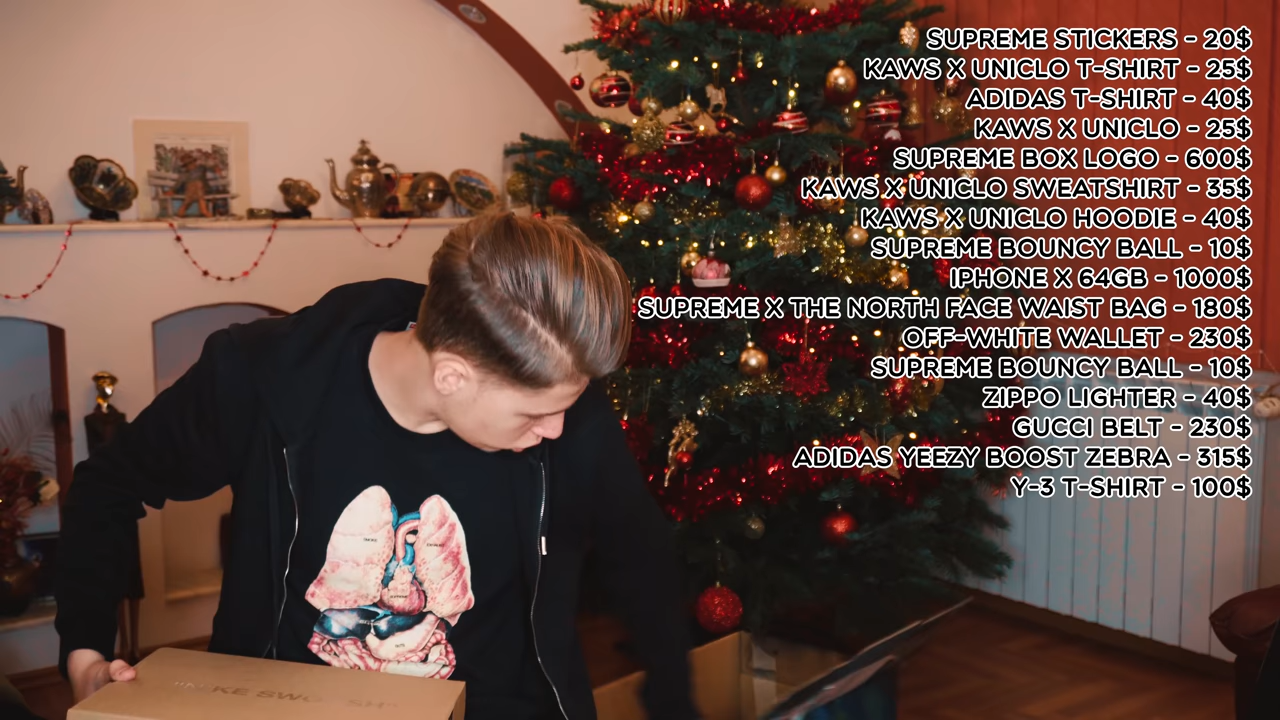 SUPREME STICKERS - 20$
KAWS X UNICLO T-SHIRT - 25$
ADIDAS T-SHIRT - 40$
KAWS X UNICLO - 25$
SUPREME BOX LOGO - 600$
KAWS X UNICLO SWEATSHIRT - 35$
KAWS X UNICLO HOODIE - 40$
SUPREME BOUNCY BALL - 10$
IPHONE X 64GB - 1000$
SUPREME X THE NORTH FACE WAIST BAG - 180$
OFF-WHITE WALLET - 230$
SUPREME BOUNCY BALL - 10$
ZIPPO LIGHTER - 40$
GUCCI BELT - 230$
ADIDAS YEEZY BOOST ZEBRA - 315$
Y-3 T-SHIRT - 100$